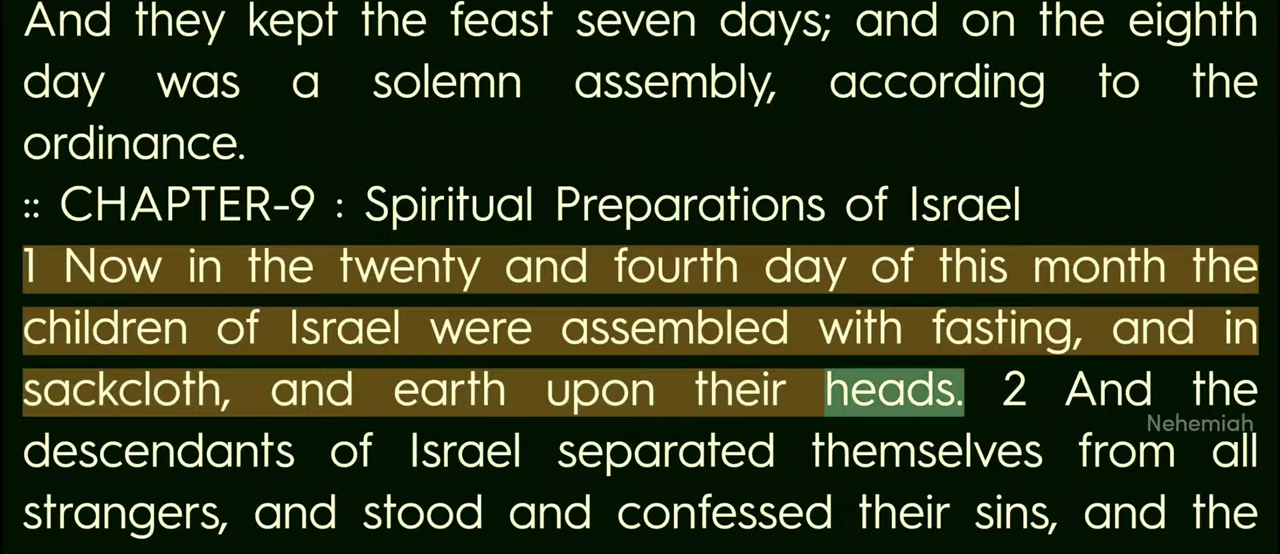 And they kept the feast seven days; and on the eighth
day was a solemn assembly, according to the
ordinance.
:: CHAPTER-9 : Spiritual Preparations of Israel
1 Now in the twenty and fourth day of this month the
children of Israel were assembled with fasting, and in
sackcloth, and earth upon their heads. 2 And the
Nehemiah
descendants of Israel separated themselves from all
strangers, and stood and confessed their sins, and the